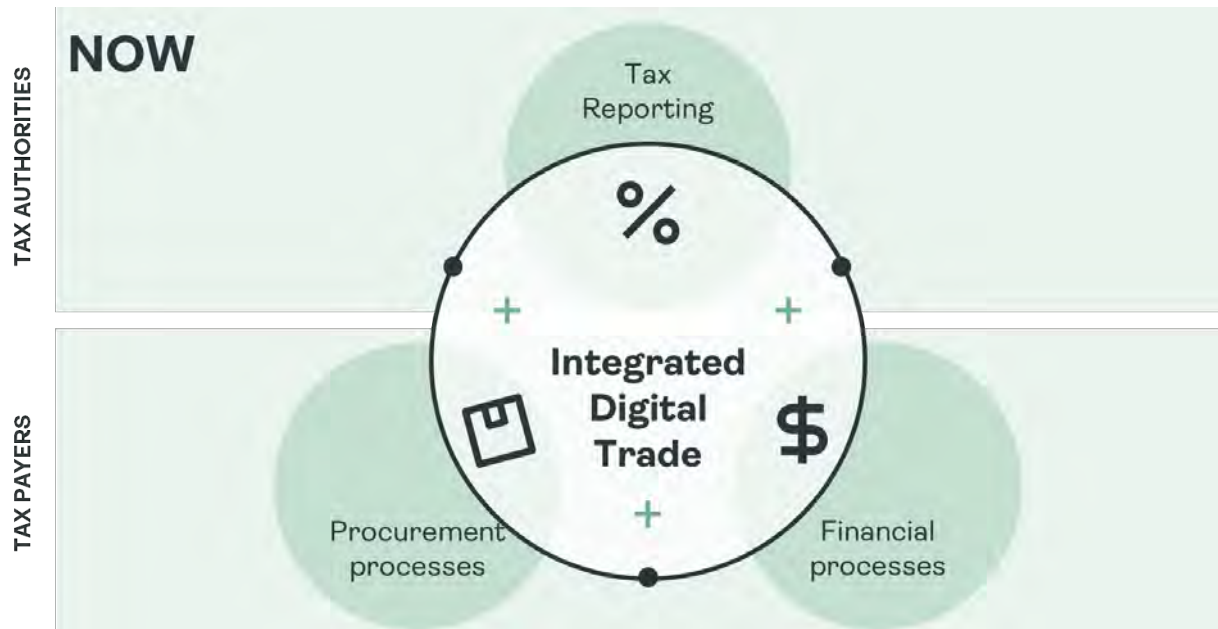 NOW
TAX AUTHORITIES
Tax
Reporting
%
Integrated
Digital
Trade
$
TAX PAYERS
Procurement
processes
Financial
processes